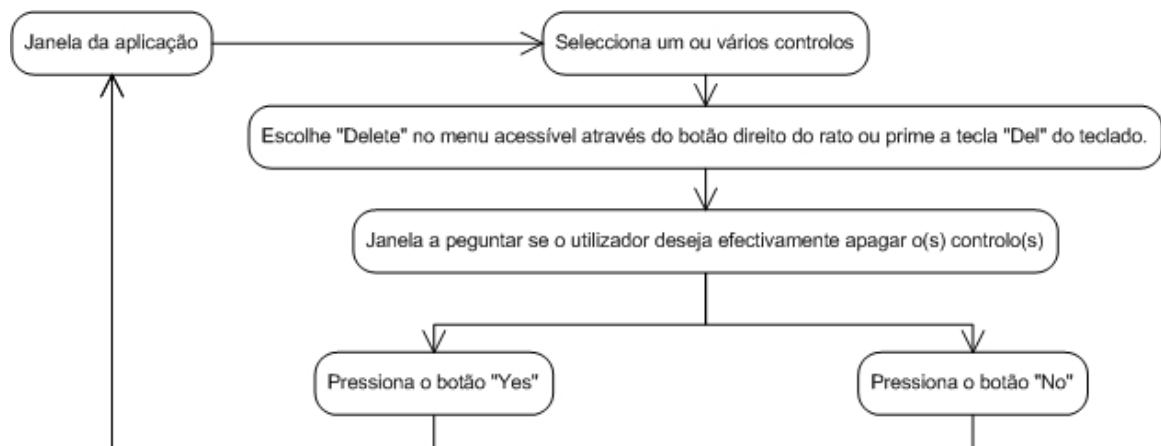 Janela da aplicação
Selecciona um ou vários controlos
Escolhe "Delete" no menu acessível através do botão direito do rato ou prime a tecla "Del" do teclado.
Janela a peguntar se o utilizador deseja efectivamente apagar o(s) controlo(s)
Pressiona o botão "Yes"
Pressiona o botão "No"